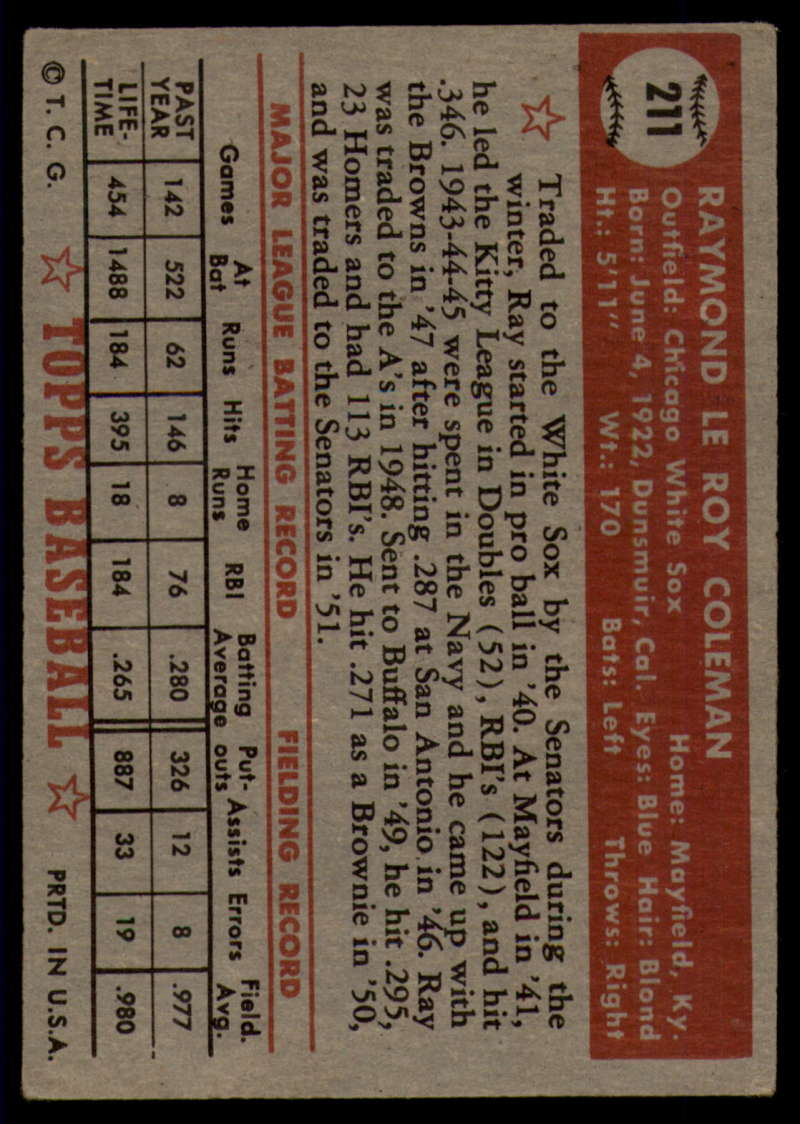 211
RAYMOND LE ROY COLEMAN
Outfield: Chicago White Sox Home: Mayfield, Ky.
Born: June 4, 1922, Dunsmuir, Cal. Eyes: Blue Hair: Blond
Ht.: 5'11" Wt.: 170 Bats: Left Throws: Right
Traded to the White Sox by the Senators during the
winter, Ray started in pro ball in '40. At Mayfield in '41,
he led the Kitty League in Doubles (52), RBI's (122), and hit
.346. 1943-44-45 were spent in the Navy and he came up with
the Browns in '47 after hitting .287 at San Antonio in '46. Ray
was traded to the A's in 1948. Sent to Buffalo in '49, he hit .295,
23 Homers and had 113 RBI's. He hit .271 as a Brownie in '50,
and was traded to the Senators in '51.
MAJOR LEAGUE BATTING RECORD FIELDING RECORD
Games At Bat Runs Hits Home Runs RBI Batting Average Put-outs Assists Errors Field. Avg.
PAST YEAR 142 522 62 146 8 76 .280 326 12 8 .977
LIFE-TIME 454 1488 184 395 18 184 .265 887 33 19 .980
© T. C. G. TOPPS BASEBALL PRTD. IN U.S.A.